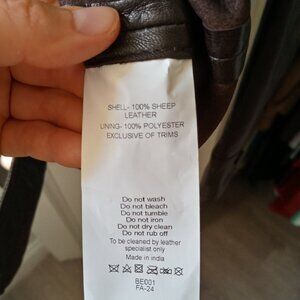 SHELL- 100% SHEEP
LEATHER
LINING- 100% POLYESTER
EXCLUSIVE OF TRIMS
Do not wash
Do not bleach
Do not tumble
Do not iron
Do not dry clean
Do not rub off
To be cleaned by leather
specialist only
Made in india
BE001
FA-24